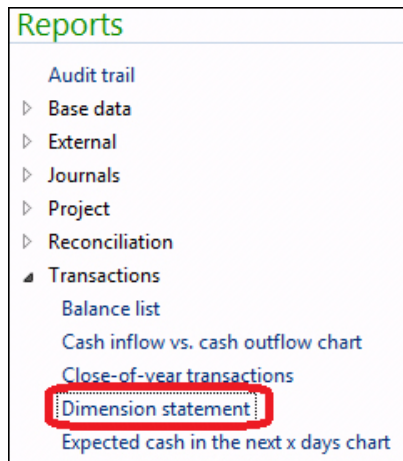 Reports
Audit trail
Base data
External
Journals
Project
Reconciliation
Transactions
Balance list
Cash inflow vs. cash outflow chart
Close-of-year transactions
Dimension statement
Expected cash in the next x days chart